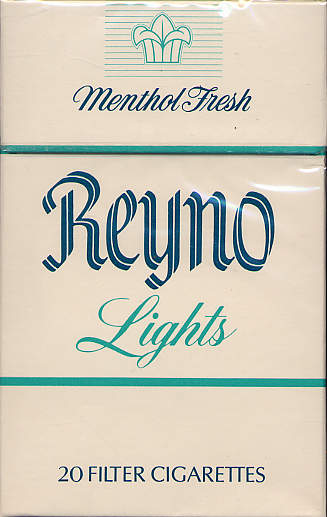 Menthol Fresh
Reyno
Lights
20 FILTER CIGARETTES